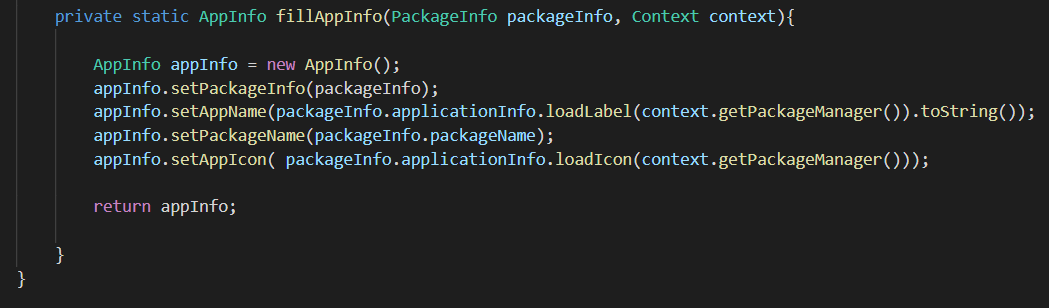 private static AppInfo fillAppInfo(PackageInfo packageInfo, Context context){
AppInfo appInfo = new AppInfo();
appInfo.setPackageInfo(packageInfo);
appInfo.setAppName(packageInfo.applicationInfo.loadLabel(context.getPackageManager()).toString());
appInfo.setPackageName(packageInfo.packageName);
appInfo.setAppIcon( packageInfo.applicationInfo.loadIcon(context.getPackageManager()));
return appInfo;
}
}